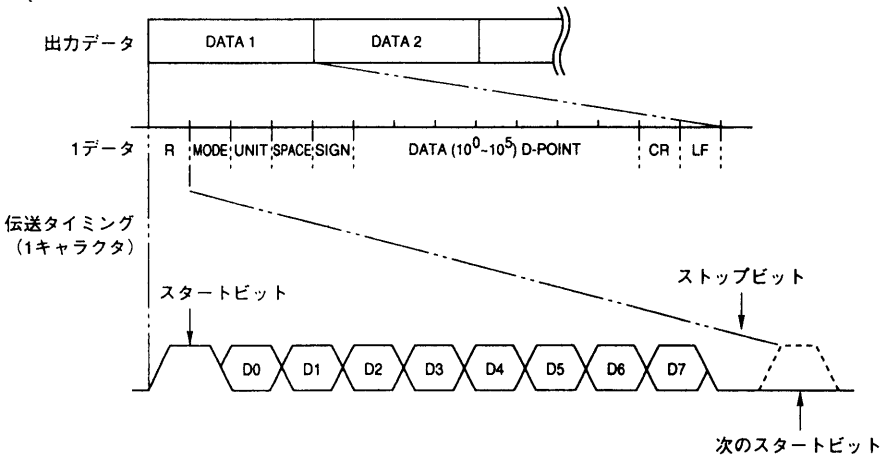 出力データ DATA 1 DATA 2
1データ R MODE UNIT SPACE SIGN DATA (10⁰~10⁵) D-POINT CR LF
伝送タイミング
(1キャラクタ)
ストップビット
スタートビット
D0 D1 D2 D3 D4 D5 D6 D7
次のスタートビット